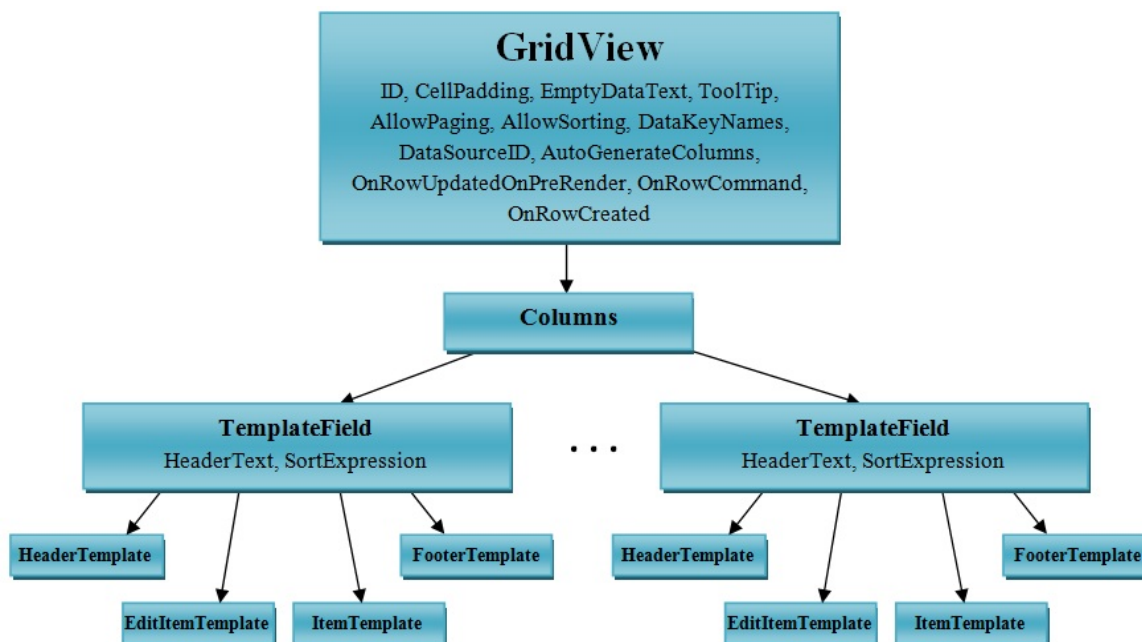 GridView
ID, CellPadding, EmptyDataText, ToolTip,
AllowPaging, AllowSorting, DataKeyNames,
DataSourceID, AutoGenerateColumns,
OnRowUpdatedOnPreRender, OnRowCommand,
OnRowCreated
Columns
TemplateField
HeaderText, SortExpression
. . .
TemplateField
HeaderText, SortExpression
HeaderTemplate
FooterTemplate
EditItemTemplate
ItemTemplate
HeaderTemplate
FooterTemplate
EditItemTemplate
ItemTemplate